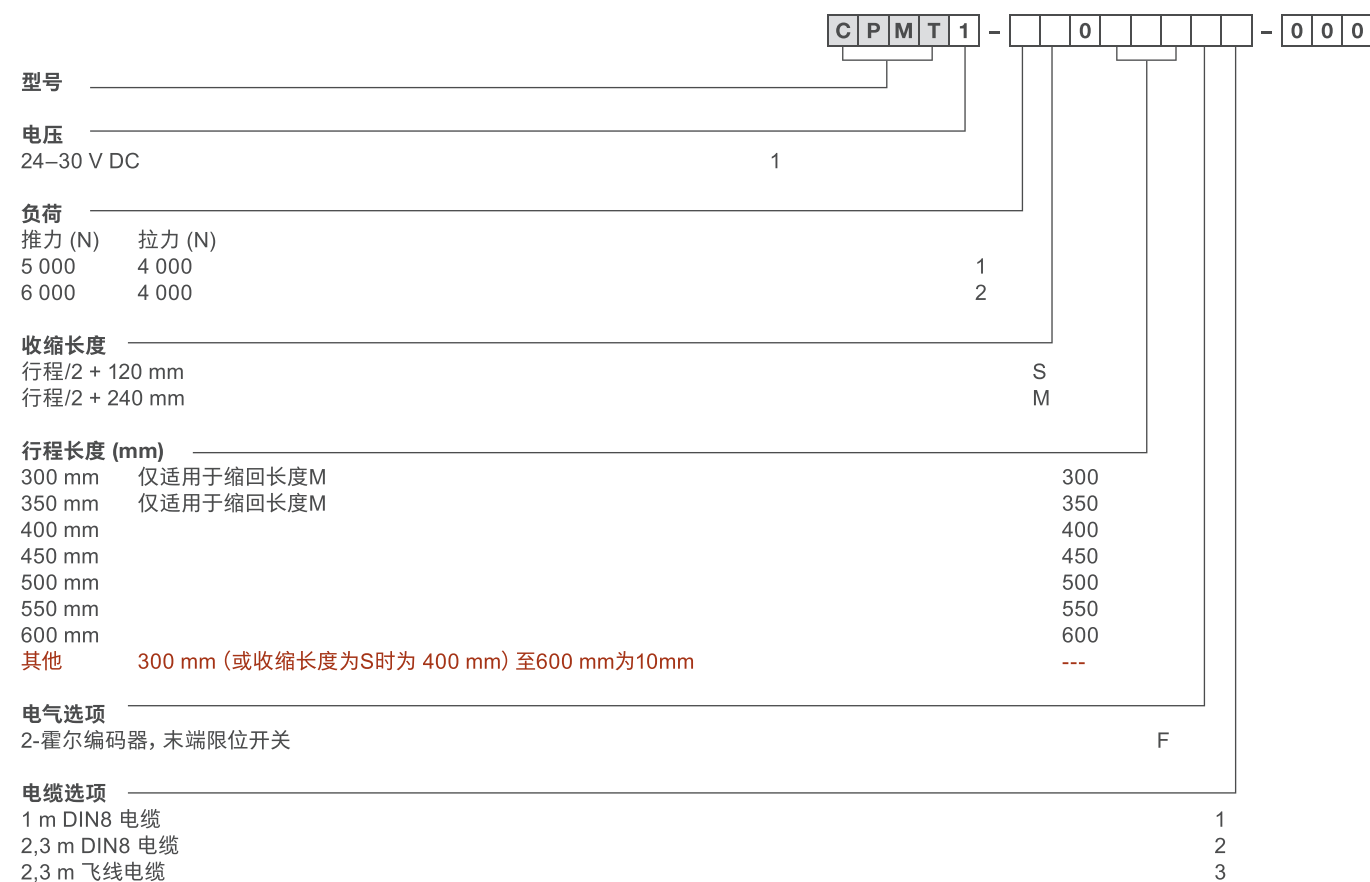 CPMT1-  0     -000
型号
电压
24–30 V DC 1
负荷
推力 (N) 拉力 (N)
5 000 4 000 1
6 000 4 000 2
收缩长度
行程/2 + 120 mm S
行程/2 + 240 mm M
行程长度 (mm)
300 mm 仅适用于缩回长度M 300
350 mm 仅适用于缩回长度M 350
400 mm 400
450 mm 450
500 mm 500
550 mm 550
600 mm 600
其他 300 mm（或收缩长度为S时为 400 mm）至600 mm为10mm ---
电气选项
2-霍尔编码器，末端限位开关 F
电缆选项
1 m DIN8 电缆 1
2,3 m DIN8 电缆 2
2,3 m 飞线电缆 3